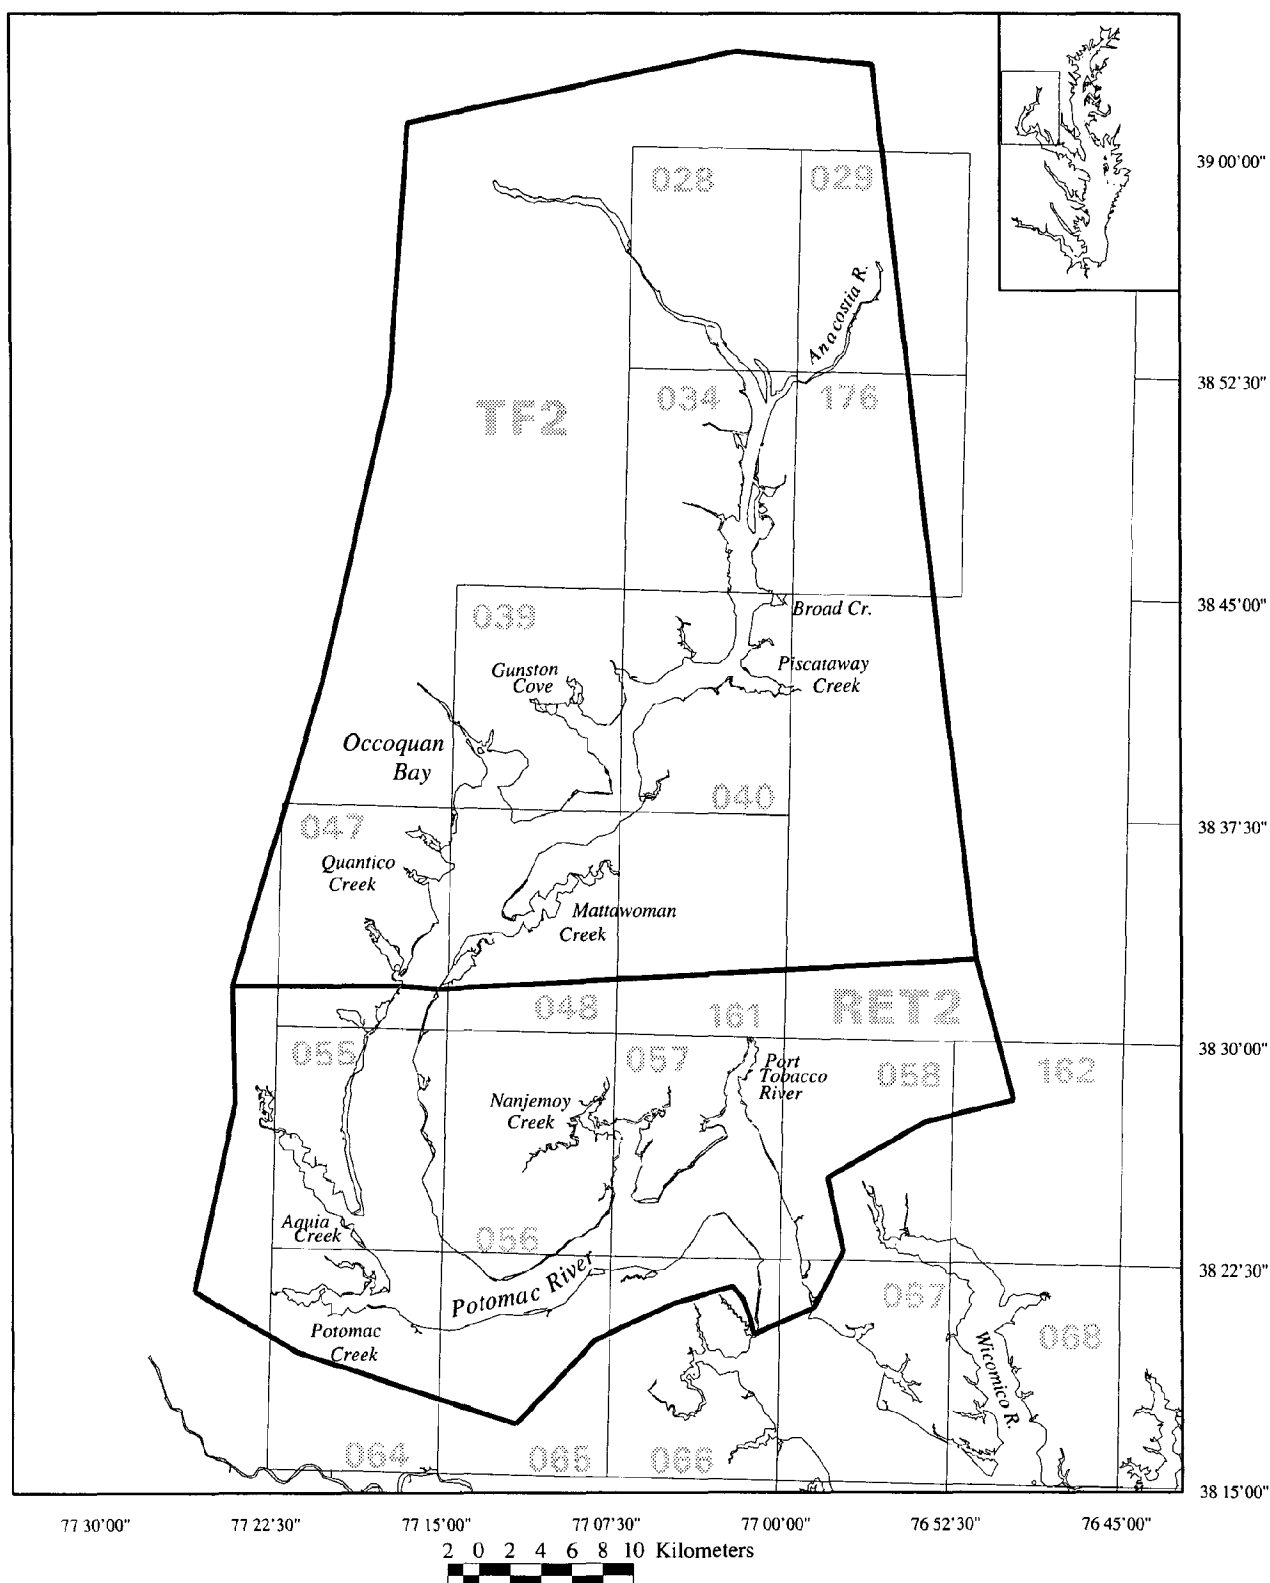 39 00'00"
028
029
Anacostia R.
38 52'30"
034
176
TF2
38 45'00"
039
Broad Cr.
Gunston
Cove
Piscataway
Creek
Occoquan
Bay
040
38 37'30"
047
Quantico
Creek
Mattawoman
Creek
048
161
RET2
38 30'00"
055
057
058
162
Port
Tobacco
River
Nanjemoy
Creek
Aquia
Creek
056
38 22'30"
Potomac River
067
068
Potomac
Creek
Wicomico R.
064
065
066
38 15'00"
77 30'00"
77 22'30"
77 15'00"
77 07'30"
77 00'00"
76 52'30"
76 45'00"
2 0 2 4 6 8 10 Kilometers